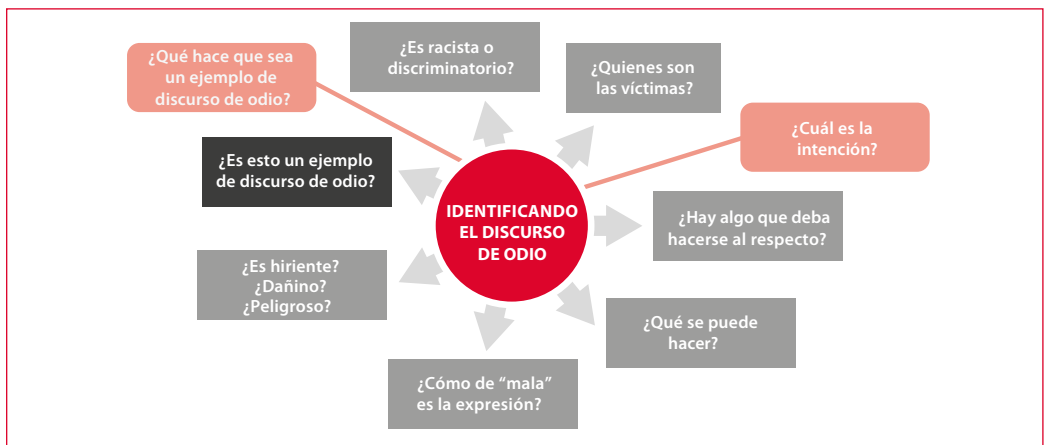 ¿Qué hace que sea
un ejemplo de
discurso de odio?
¿Es racista o
discriminatorio?
¿Quienes son
las víctimas?
¿Cuál es la
intención?
¿Es esto un ejemplo
de discurso de odio?
IDENTIFICANDO
EL DISCURSO
DE ODIO
¿Hay algo que deba
hacerse al respecto?
¿Es hiriente?
¿Dañino?
¿Peligroso?
¿Qué se puede
hacer?
¿Cómo de “mala”
es la expresión?